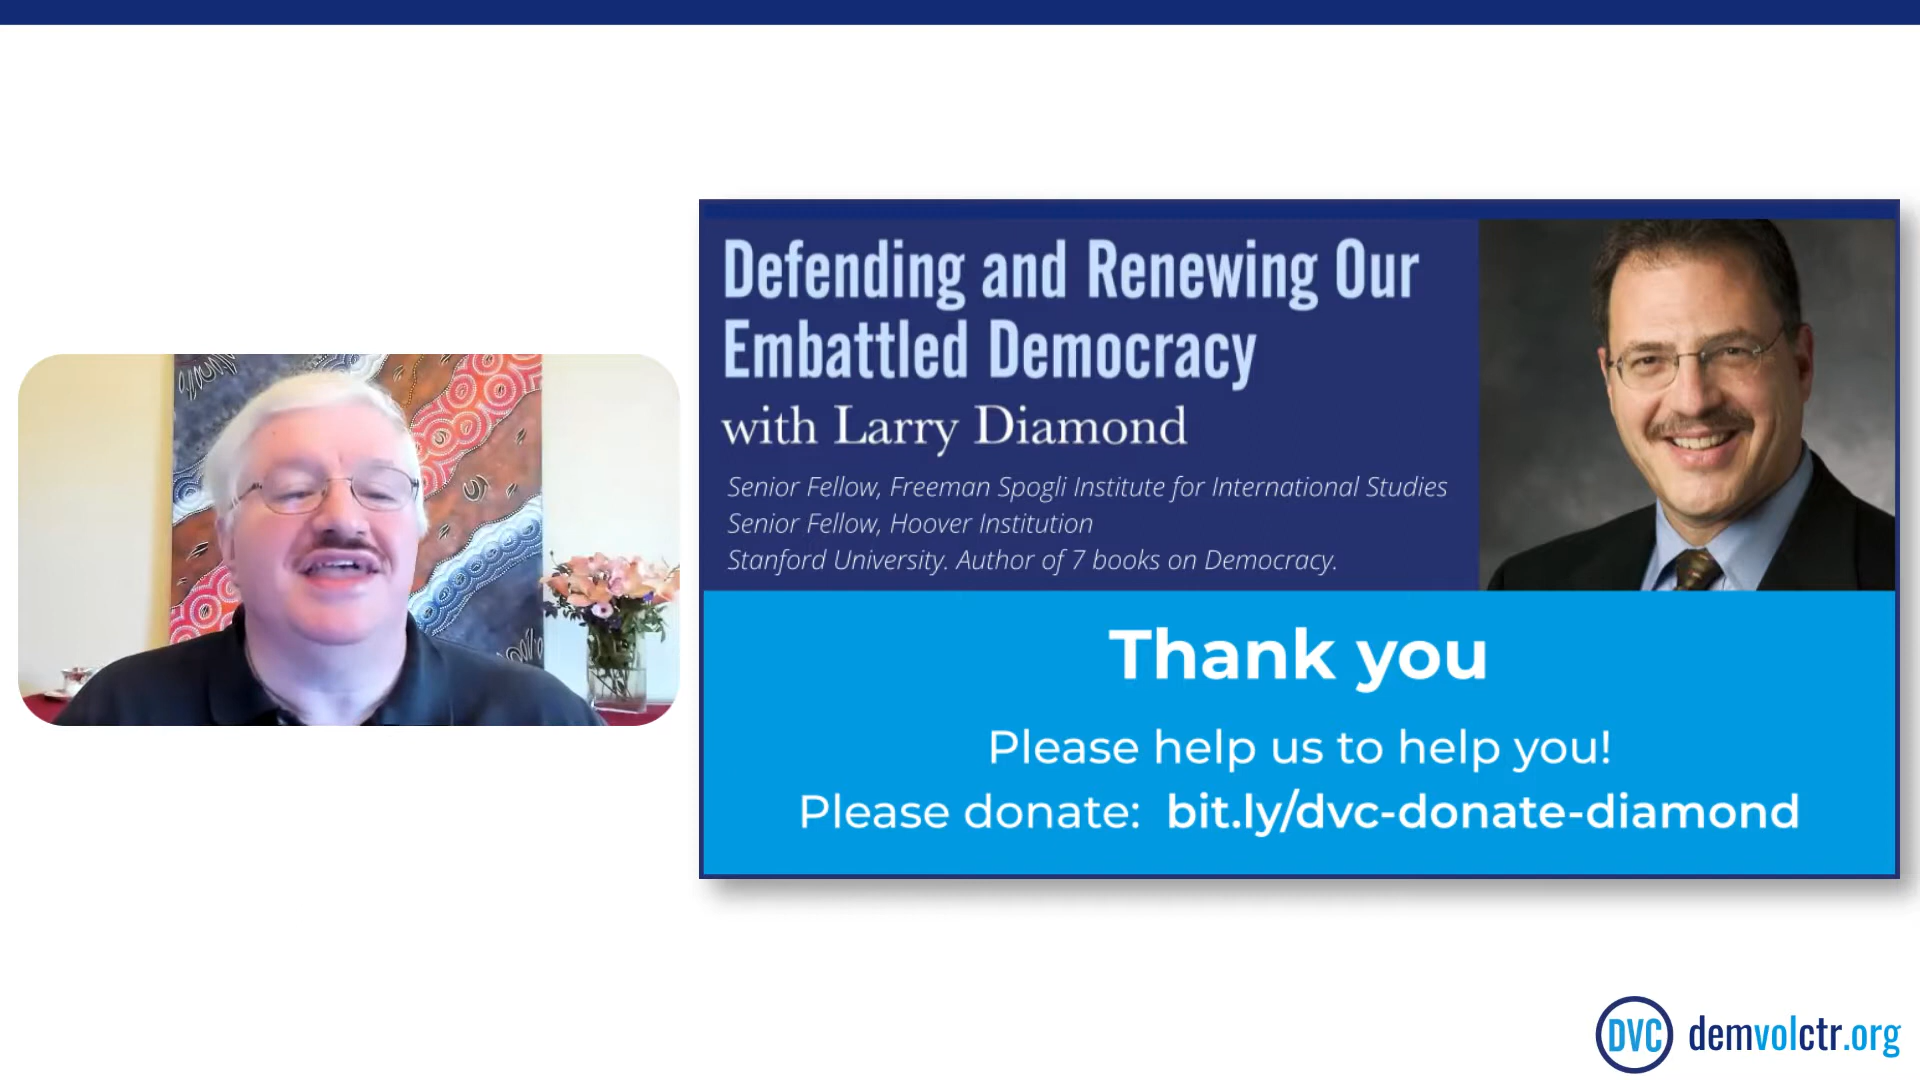 Defending and Renewing Our
Embattled Democracy
with Larry Diamond
Senior Fellow, Freeman Spogli Institute for International Studies
Senior Fellow, Hoover Institution
Stanford University. Author of 7 books on Democracy.
Thank you
Please help us to help you!
Please donate: bit.ly/dvc-donate-diamond
DVC demvolctr.org